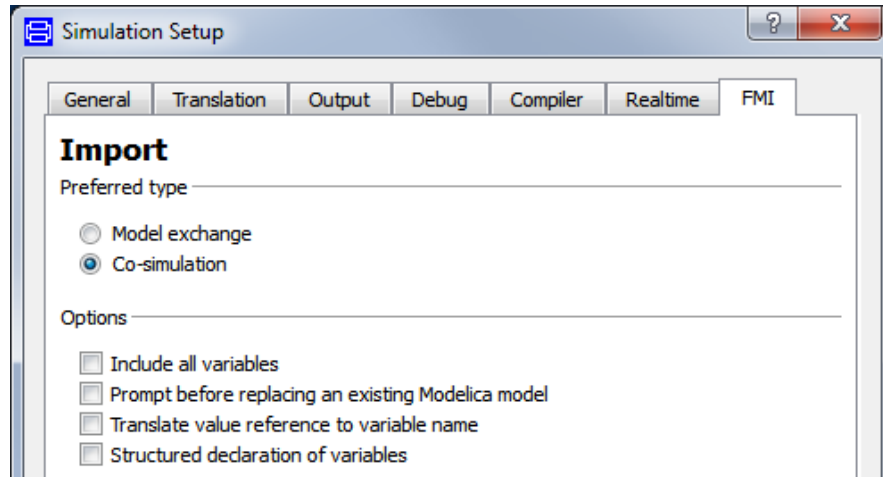 Simulation Setup
?
X
General Translation Output Debug Compiler Realtime FMI
Import
Preferred type
Model exchange
Co-simulation
Options
Include all variables
Prompt before replacing an existing Modelica model
Translate value reference to variable name
Structured declaration of variables